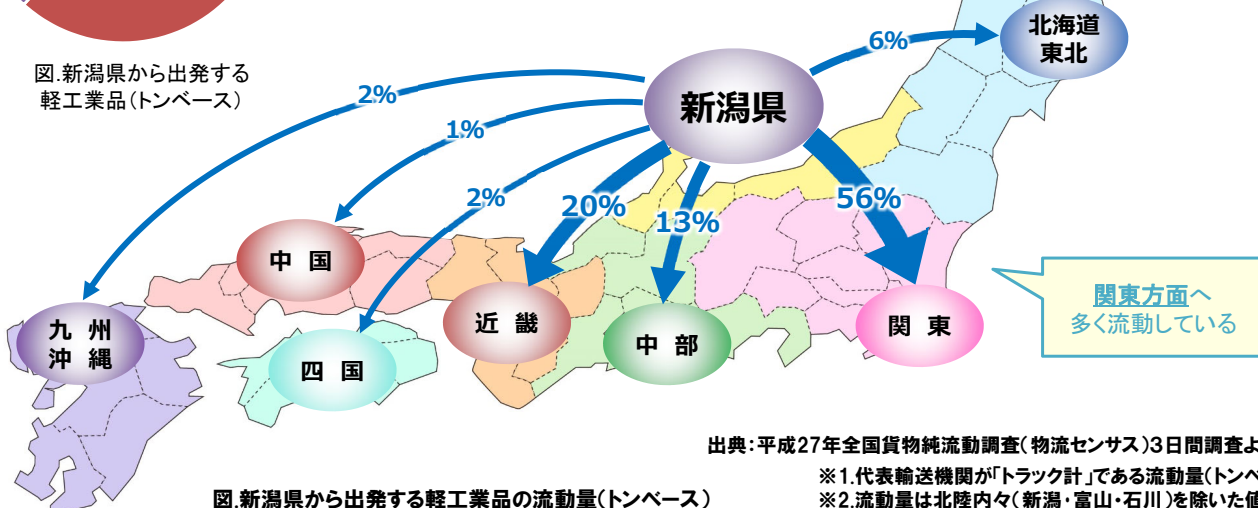 図.新潟県から出発する
軽工業品(トンベース)
北海道
東北
6%
新潟県
2%
1%
2%
20%
13%
56%
中国
九州
沖縄
四国
近畿
中部
関東
関東方面へ
多く流動している
出典:平成27年全国貨物純流動調査(物流センサス)3日間調査よ
※1.代表輸送機関が「トラック計」である流動量(トンベ
※2.流動量は北陸内々(新潟・富山・石川)を除いた値
図.新潟県から出発する軽工業品の流動量(トンベース)